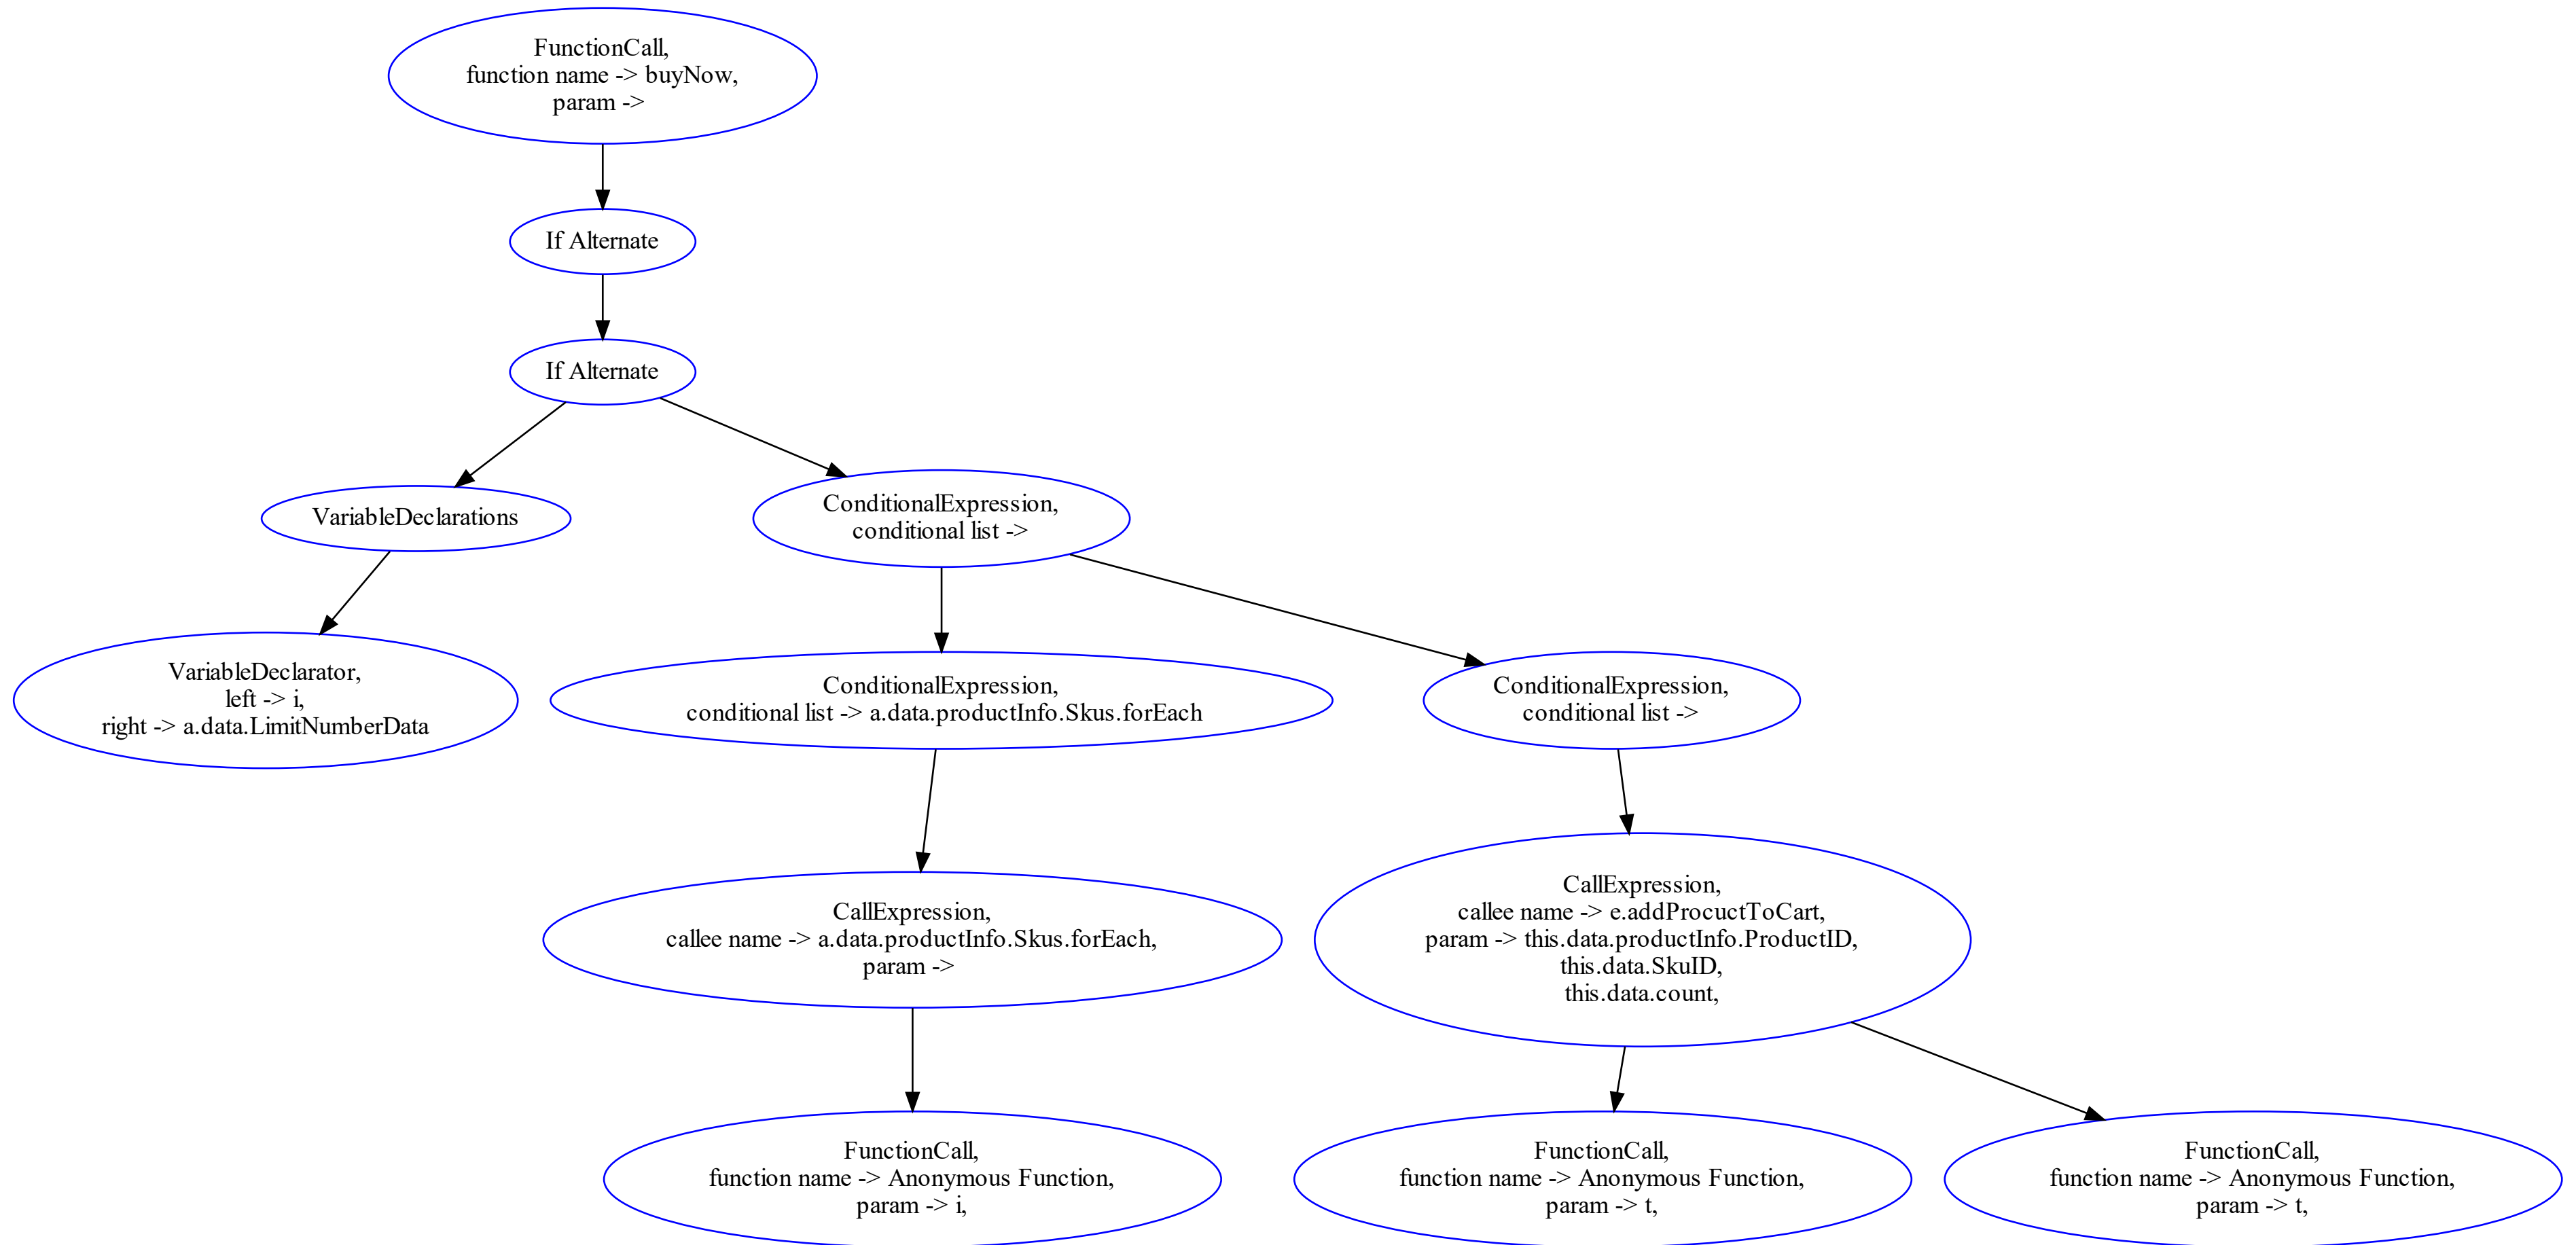 FunctionCall,
function name -> buyNow,
param ->
If Alternate
If Alternate
VariableDeclarations
ConditionalExpression,
conditional list ->
VariableDeclarator,
left -> i,
right -> a.data.LimitNumberData
ConditionalExpression,
conditional list -> a.data.productInfo.Skus.forEach
ConditionalExpression,
conditional list ->
CallExpression,
callee name -> a.data.productInfo.Skus.forEach,
param ->
CallExpression,
callee name -> e.addProcuctToCart,
param -> this.data.productInfo.ProductID,
this.data.SkuID,
this.data.count,
FunctionCall,
function name -> Anonymous Function,
param -> i,
FunctionCall,
function name -> Anonymous Function,
param -> t,
FunctionCall,
function name -> Anonymous Function,
param -> t,